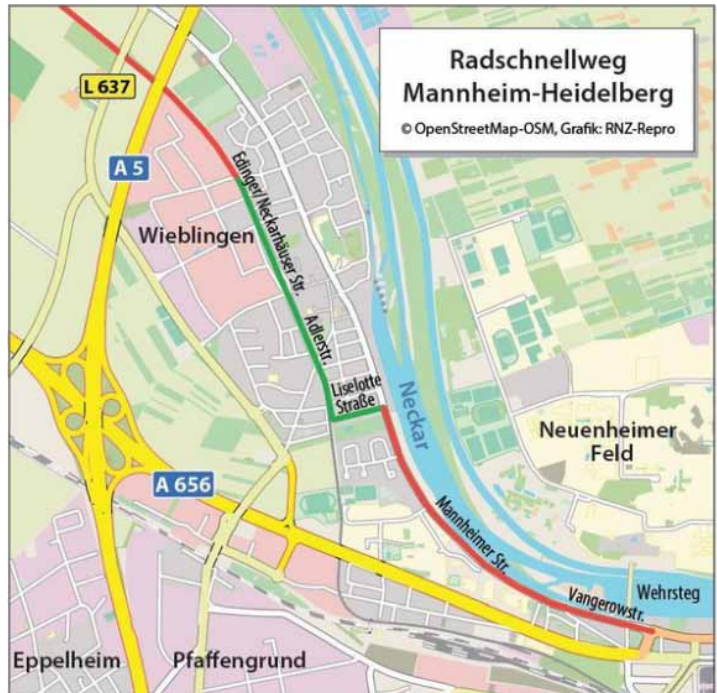 Radschnellweg
Mannheim-Heidelberg
© OpenStreetMap-OSM, Grafik: RNZ-Repro
L 637
A 5
Edinger/Neckarhäuser Str.
Wieblingen
Adlerstr.
Liselotte
Straße
Neckar
Neuenheimer
Feld
A 656
Mannheimer Str.
Vangerowstr.
Wehrsteg
Eppelheim
Pfaffengrund